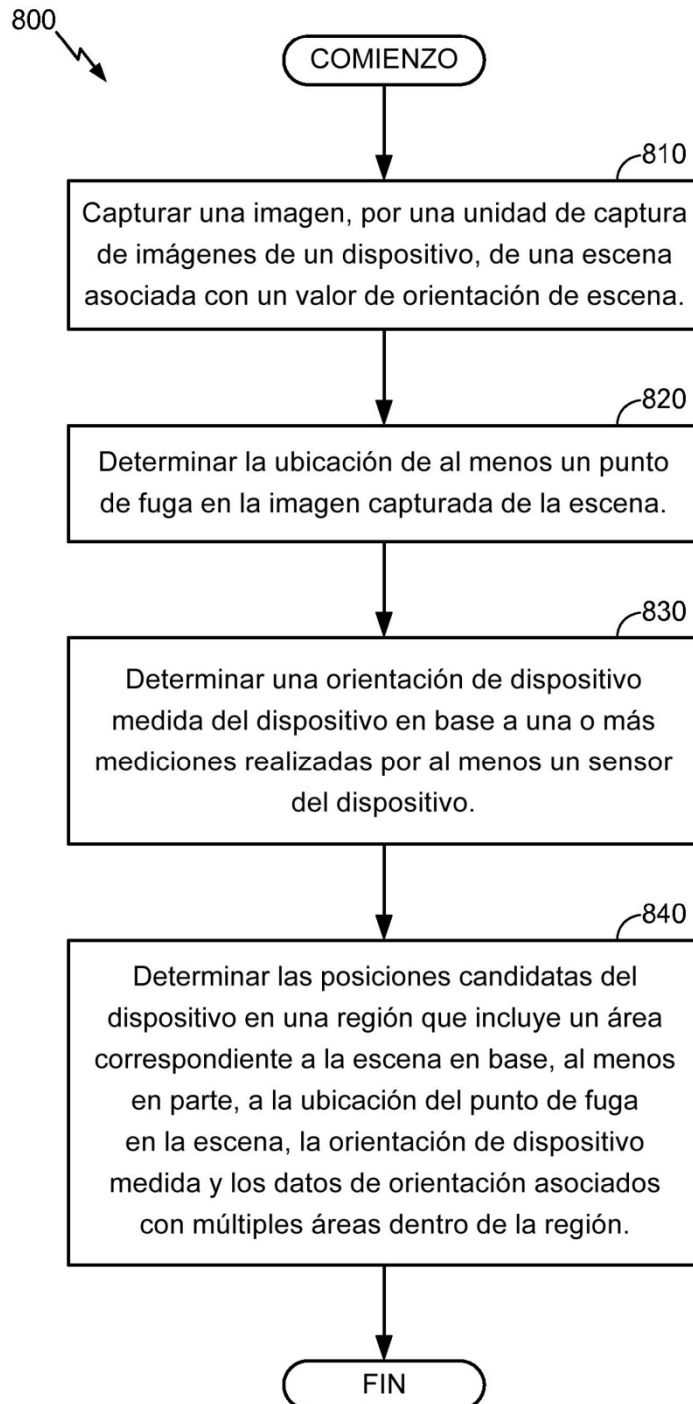 800
COMIENZO
810
Capturar una imagen, por una unidad de captura
de imágenes de un dispositivo, de una escena
asociada con un valor de orientación de escena.
820
Determinar la ubicación de al menos un punto
de fuga en la imagen capturada de la escena.
830
Determinar una orientación de dispositivo
medida del dispositivo en base a una o más
mediciones realizadas por al menos un sensor
del dispositivo.
840
Determinar las posiciones candidatas del
dispositivo en una región que incluye un área
correspondiente a la escena en base, al menos
en parte, a la ubicación del punto de fuga
en la escena, la orientación de dispositivo
medida y los datos de orientación asociados
con múltiples áreas dentro de la región.
FIN